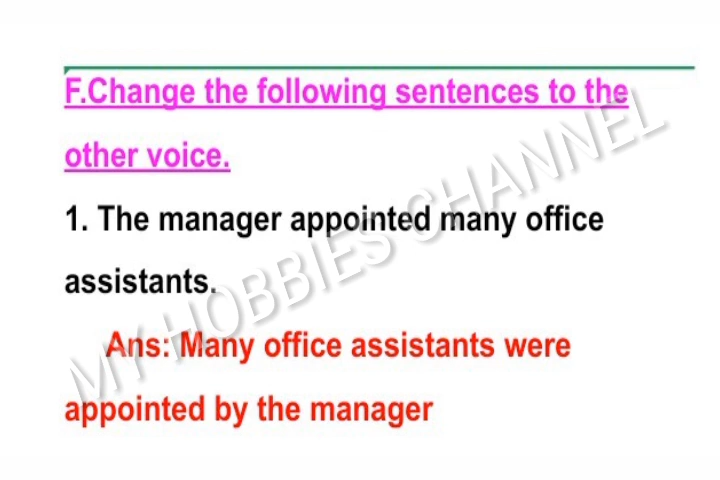 F.Change the following sentences to the
other voice.
1. The manager appointed many office
assistants.
Ans: Many office assistants were
appointed by the manager
MY HOBBIES CHANNEL